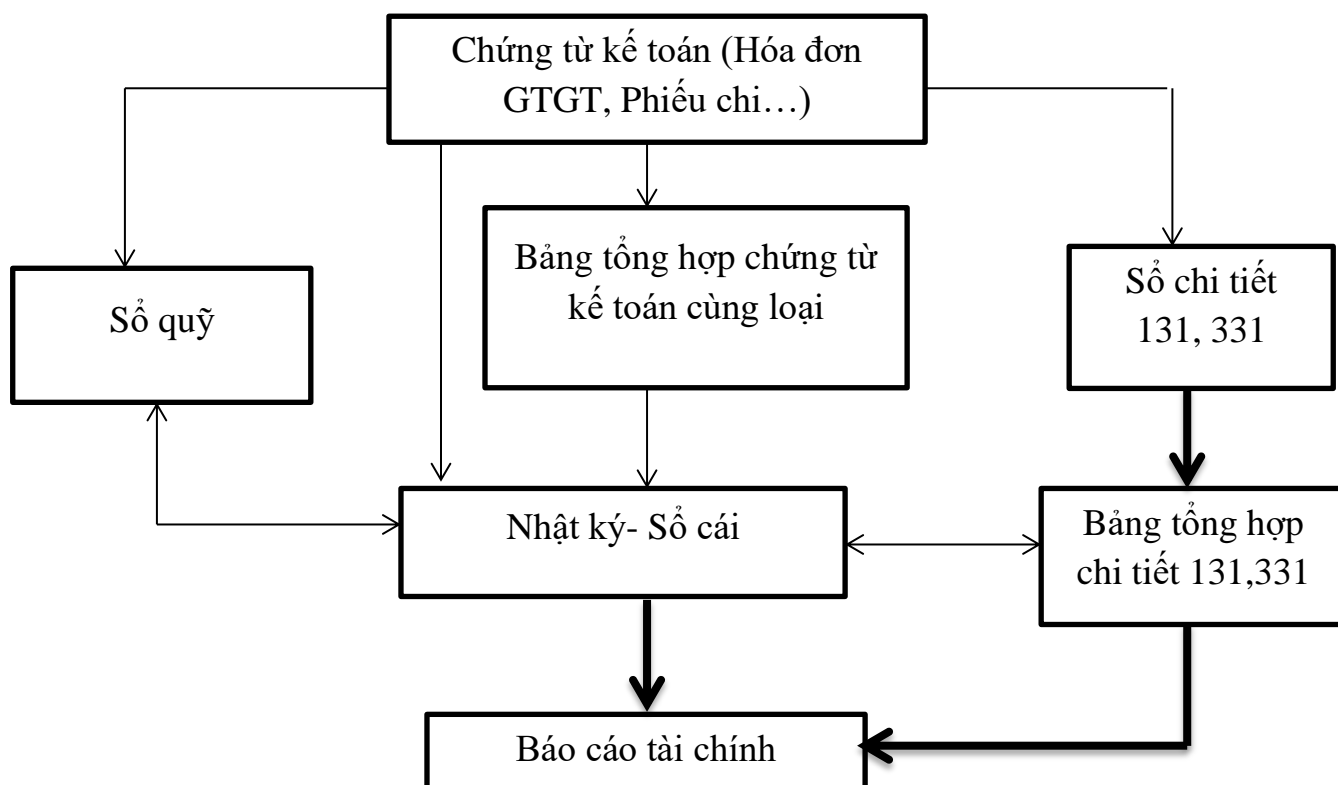 Chứng từ kế toán (Hóa đơn
GTGT, Phiếu chi…)
Bảng tổng hợp chứng từ
kế toán cùng loại
Sổ quỹ
Sổ chi tiết
131, 331
Nhật ký- Sổ cái
Bảng tổng hợp
chi tiết 131,331
Báo cáo tài chính